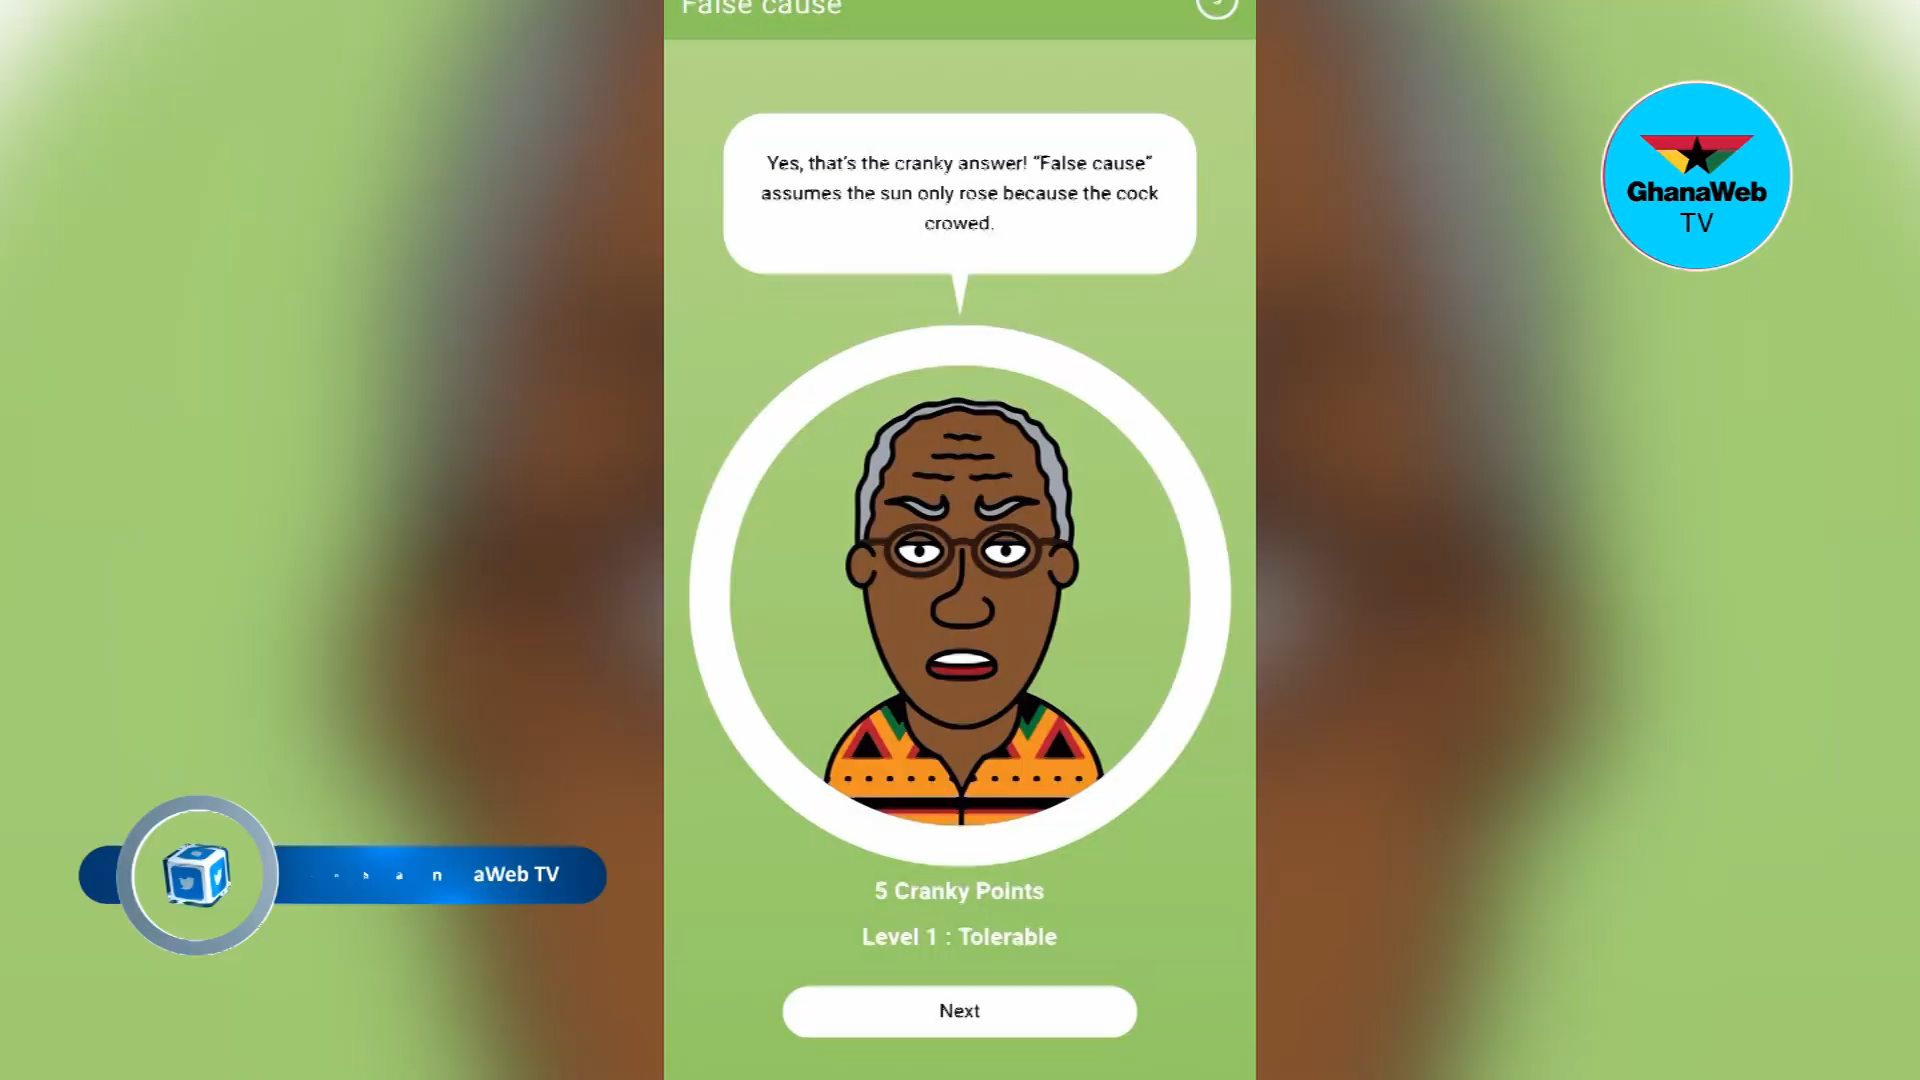 False cause
Yes, that's the cranky answer! “False cause”
assumes the sun only rose because the cock
crowed.
GhanaWeb
TV
aWeb TV
5 Cranky Points
Level 1 : Tolerable
Next